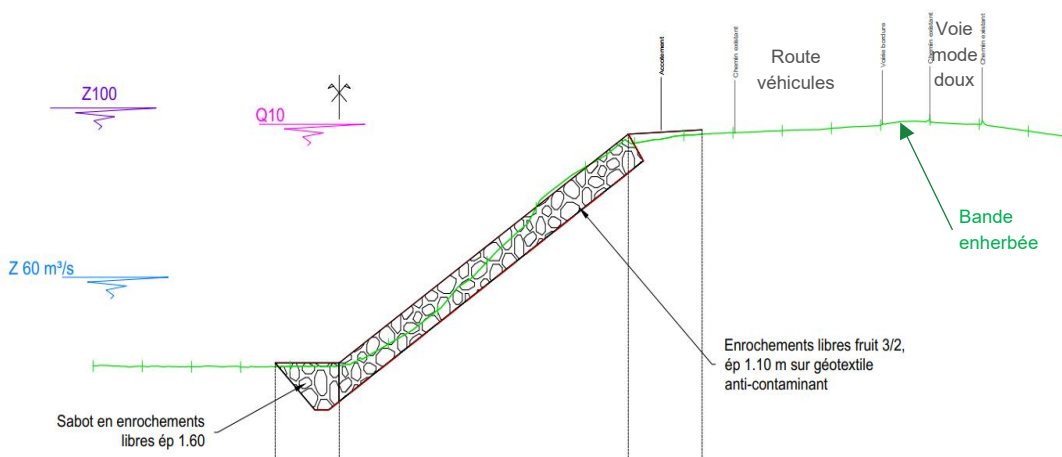 Z100
Q10
Z 60 m³/s
Accotement
Chemin existant
Route
véhicules
Voirie bordure
Chemin existant
Voie
mode
doux
Chemin existant
Bande
enherbée
Enrochements libres fruit 3/2,
ép 1.10 m sur géotextile
anti-contaminant
Sabot en enrochements
libres ép 1.60